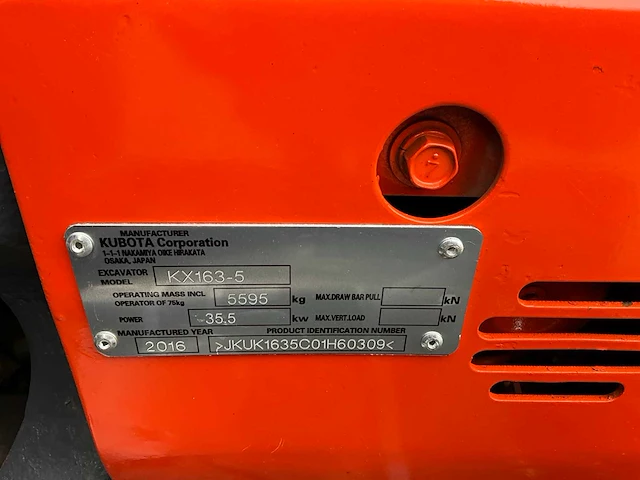 MANUFACTURER
KUBOTA Corporation
1-1-1 NAKAMIYA OIKE HIRAKATA
OSAKA, JAPAN
EXCAVATOR MODEL KX163-5
OPERATING MASS INCL OPERATOR OF 75kg 5595 kg MAX.DRAW BAR PULL kN
POWER 35.5 kw MAX.VERT.LOAD kN
MANUFACTURED YEAR PRODUCT IDENTIFICATION NUMBER
2016 >JKUK1635C01H60309<
7